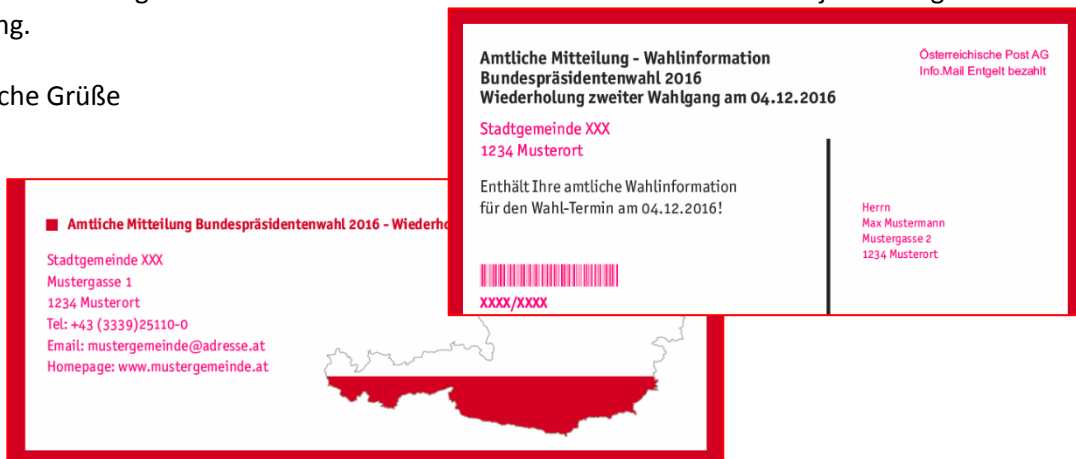 ng.
che Grüße
Amtliche Mitteilung - Wahlinformation
Bundespräsidentenwahl 2016
Wiederholung zweiter Wahlgang am 04.12.2016
Österreichische Post AG
Info.Mail Entgelt bezahlt
Stadtgemeinde XXX
1234 Musterort
Enthält Ihre amtliche Wahlinformation
für den Wahl-Termin am 04.12.2016!
Herrn
Max Mustermann
Mustergasse 2
1234 Musterort
XXXX/XXXX
Amtliche Mitteilung Bundespräsidentenwahl 2016 - Wiederho
Stadtgemeinde XXX
Mustergasse 1
1234 Musterort
Tel: +43 (3339)25110-0
Email: mustergemeinde@adresse.at
Homepage: www.mustergemeinde.at